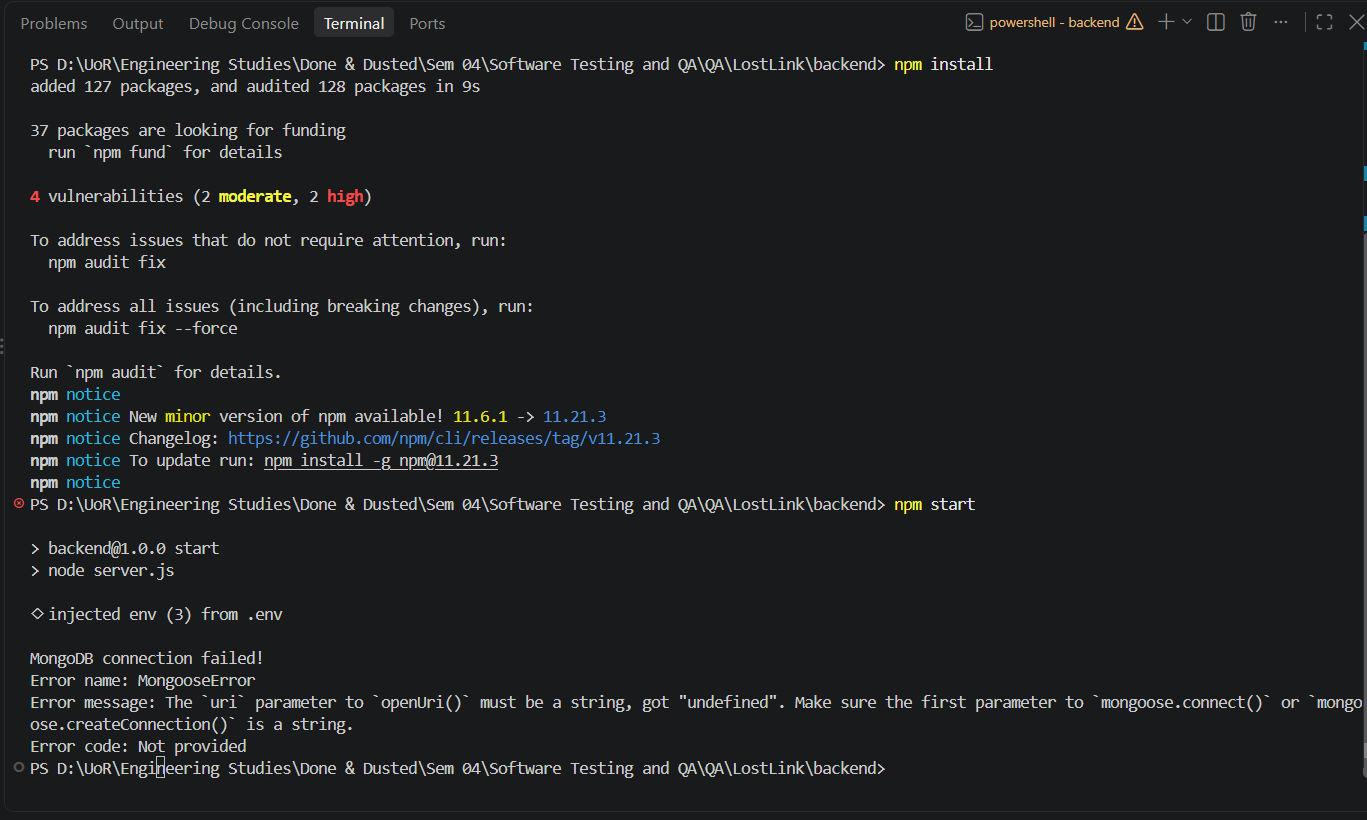 Problems Output Debug Console Terminal Ports powershell - backend
PS D:\UoR\Engineering Studies\Done & Dusted\Sem 04\Software Testing and QA\QA\LostLink\backend> npm install
added 127 packages, and audited 128 packages in 9s
37 packages are looking for funding
  run `npm fund` for details
4 vulnerabilities (2 moderate, 2 high)
To address issues that do not require attention, run:
  npm audit fix
To address all issues (including breaking changes), run:
  npm audit fix --force
Run `npm audit` for details.
npm notice
npm notice New minor version of npm available! 11.6.1 -> 11.21.3
npm notice Changelog: https://github.com/npm/cli/releases/tag/v11.21.3
npm notice To update run: npm install -g npm@11.21.3
npm notice
PS D:\UoR\Engineering Studies\Done & Dusted\Sem 04\Software Testing and QA\QA\LostLink\backend> npm start
> backend@1.0.0 start
> node server.js
◇ injected env (3) from .env
MongoDB connection failed!
Error name: MongooseError
Error message: The `uri` parameter to `openUri()` must be a string, got "undefined". Make sure the first parameter to `mongoose.connect()` or `mongo
ose.createConnection()` is a string.
Error code: Not provided
PS D:\UoR\Engineering Studies\Done & Dusted\Sem 04\Software Testing and QA\QA\LostLink\backend>